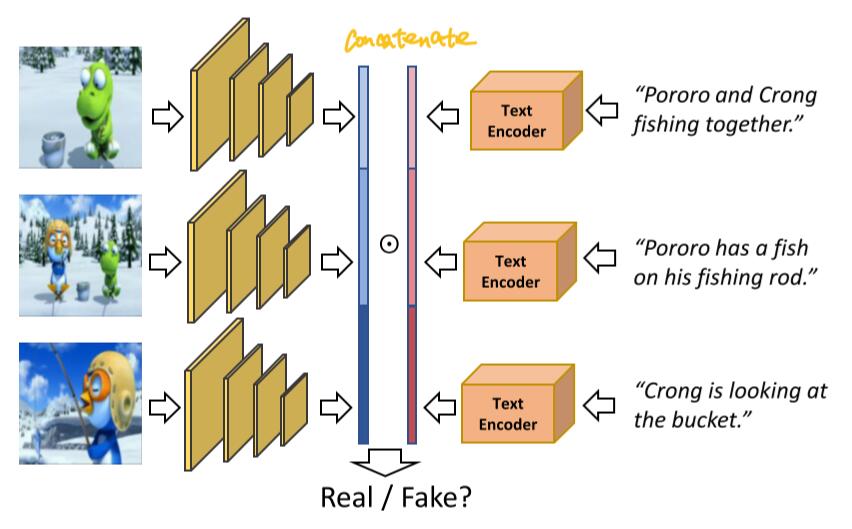 Concatenate
Text
Encoder
“Pororo and Crong
fishing together.”
Text
Encoder
“Pororo has a fish
on his fishing rod.”
Text
Encoder
“Crong is looking at
the bucket.”
Real / Fake?